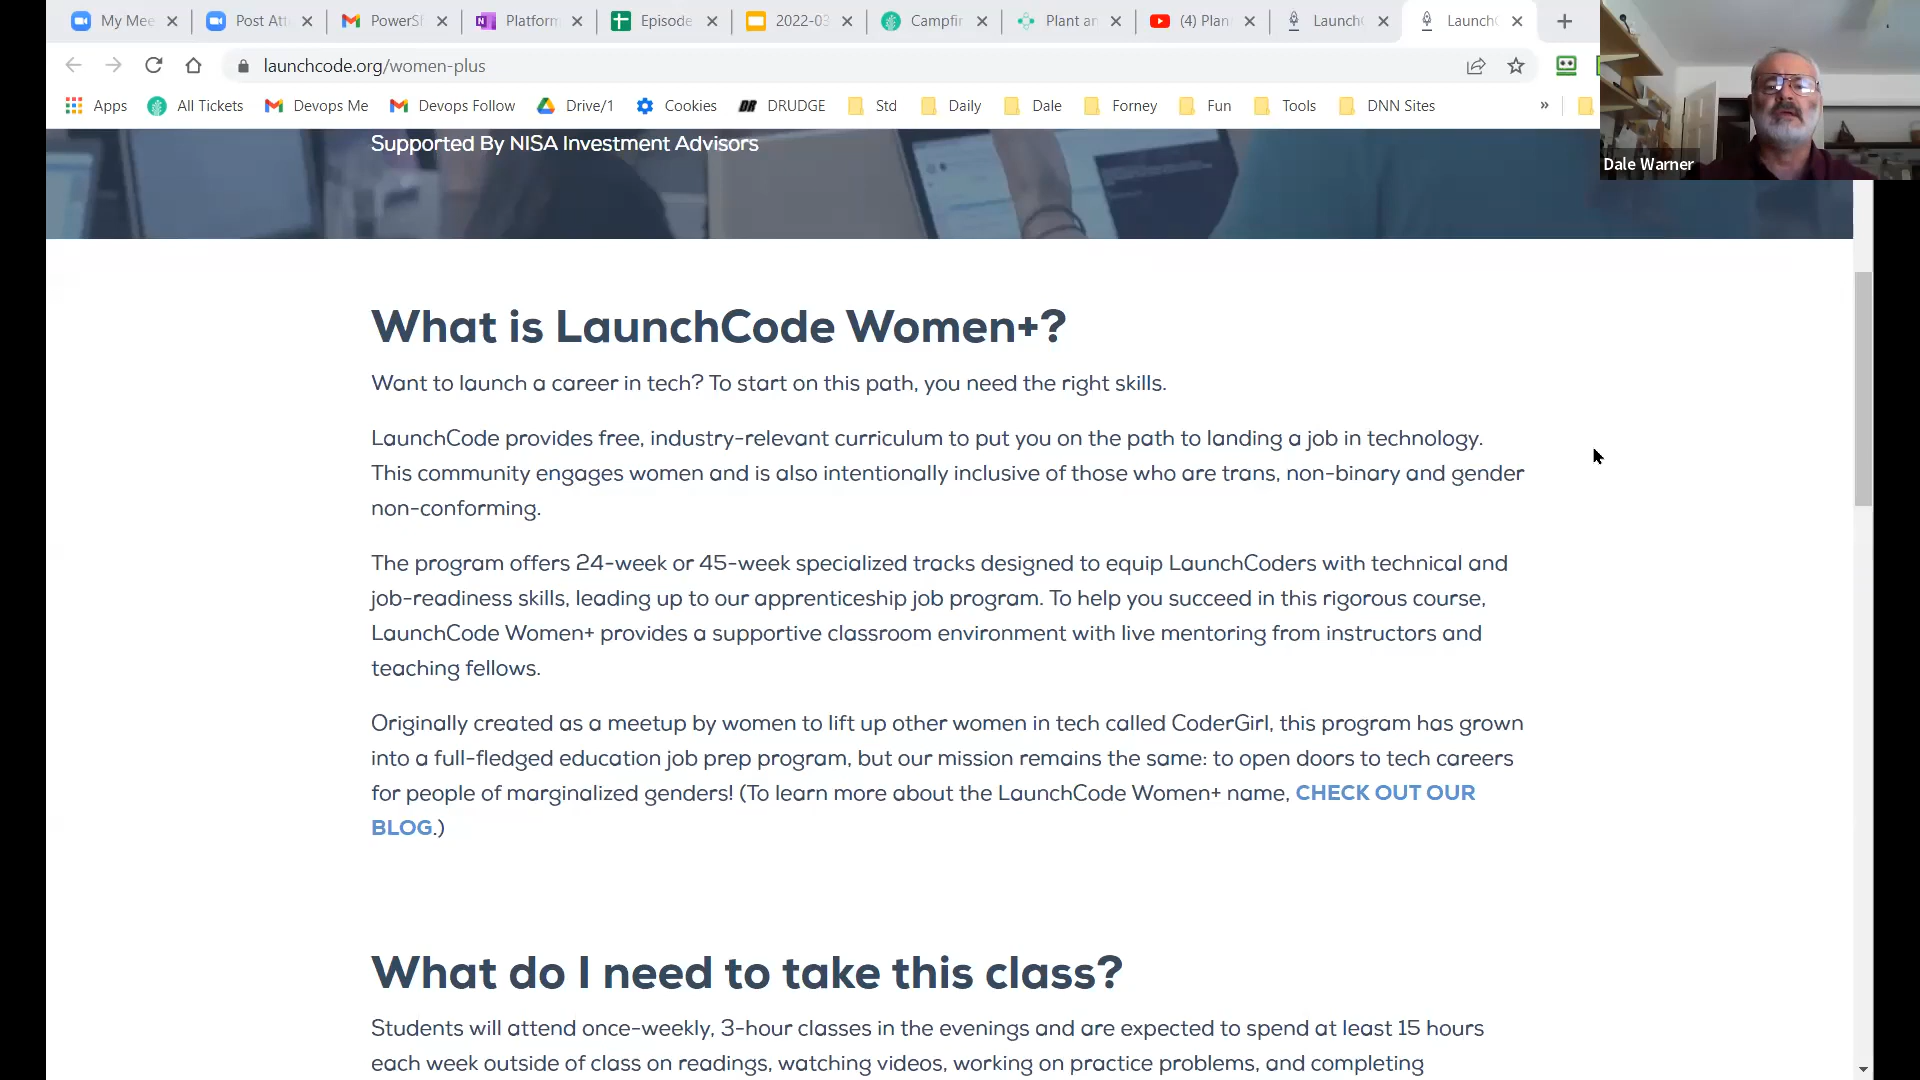 My Mee
Post Att
PowerSh
Platform
Episode
2022-03
Campfir
Plant an
(4) Plan
LaunchC
LaunchC
launchcode.org/women-plus
Apps
All Tickets
Devops Me
Devops Follow
Drive/1
Cookies
DR DRUDGE
Std
Daily
Dale
Forney
Fun
Tools
DNN Sites
»
Dale Warner
Supported By NISA Investment Advisors
What is LaunchCode Women+?
Want to launch a career in tech? To start on this path, you need the right skills.
LaunchCode provides free, industry-relevant curriculum to put you on the path to landing a job in technology.
This community engages women and is also intentionally inclusive of those who are trans, non-binary and gender
non-conforming.
The program offers 24-week or 45-week specialized tracks designed to equip LaunchCoders with technical and
job-readiness skills, leading up to our apprenticeship job program. To help you succeed in this rigorous course,
LaunchCode Women+ provides a supportive classroom environment with live mentoring from instructors and
teaching fellows.
Originally created as a meetup by women to lift up other women in tech called CoderGirl, this program has grown
into a full-fledged education job prep program, but our mission remains the same: to open doors to tech careers
for people of marginalized genders! (To learn more about the LaunchCode Women+ name, CHECK OUT OUR
BLOG.)
What do I need to take this class?
Students will attend once-weekly, 3-hour classes in the evenings and are expected to spend at least 15 hours
each week outside of class on readings, watching videos, working on practice problems, and completing